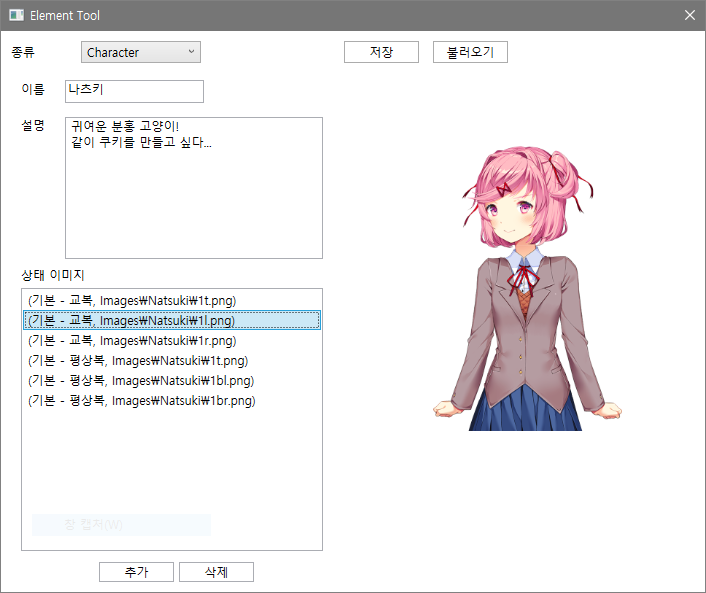 Element Tool
종류
Character
저장
불러오기
이름
나츠키
설명
귀여운 분홍 고양이!
같이 쿠키를 만들고 싶다...
상태 이미지
(기본 - 교복, Images₩Natsuki₩1t.png)
(기본 - 교복, Images₩Natsuki₩1l.png)
(기본 - 교복, Images₩Natsuki₩1r.png)
(기본 - 평상복, Images₩Natsuki₩1t.png)
(기본 - 평상복, Images₩Natsuki₩1bl.png)
(기본 - 평상복, Images₩Natsuki₩1br.png)
창 캡처(W)
추가
삭제